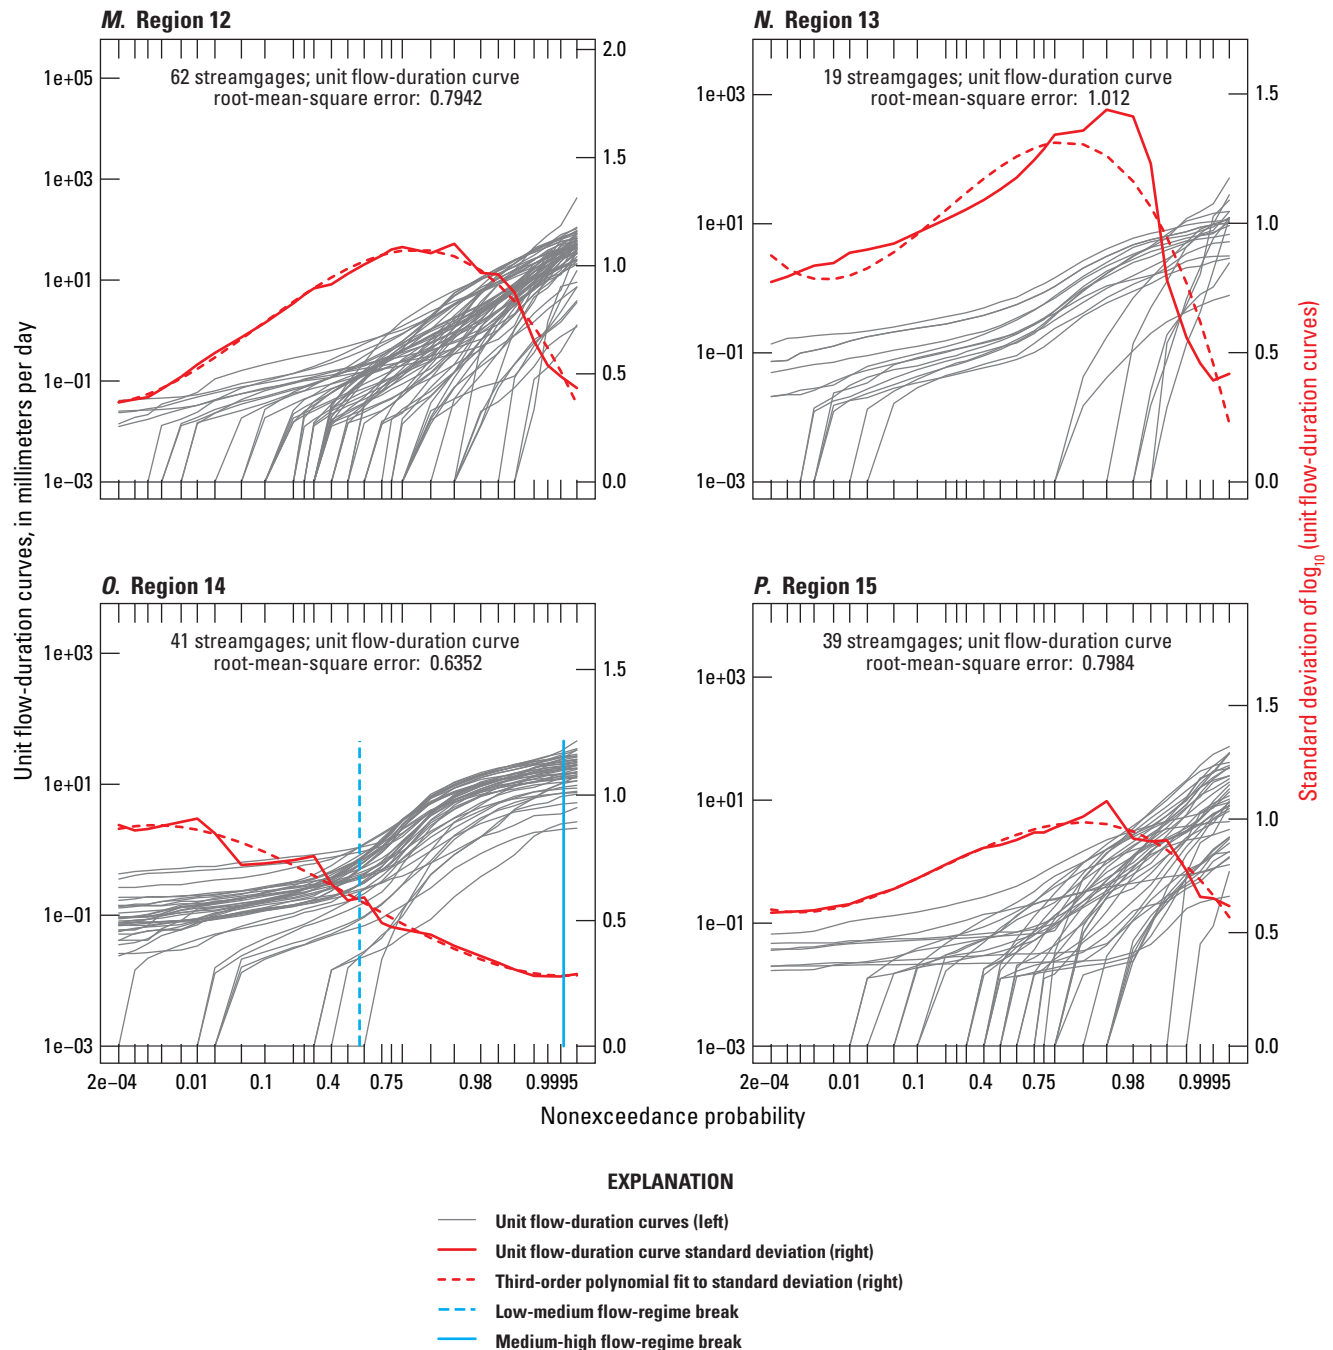 M. Region 12
62 streamgages; unit flow-duration curve
root-mean-square error: 0.7942
1e+05
1e+03
1e+01
1e−01
1e−03
2.0
1.5
1.0
0.5
0.0
N. Region 13
19 streamgages; unit flow-duration curve
root-mean-square error: 1.012
1e+03
1e+01
1e−01
1e−03
1.5
1.0
0.5
0.0
Unit flow-duration curves, in millimeters per day
Standard deviation of log10 (unit flow-duration curves)
O. Region 14
41 streamgages; unit flow-duration curve
root-mean-square error: 0.6352
1e+03
1e+01
1e−01
1e−03
1.5
1.0
0.5
0.0
2e−04 0.01 0.1 0.4 0.75 0.98 0.9995
P. Region 15
39 streamgages; unit flow-duration curve
root-mean-square error: 0.7984
1e+03
1e+01
1e−01
1e−03
1.5
1.0
0.5
0.0
2e−04 0.01 0.1 0.4 0.75 0.98 0.9995
Nonexceedance probability
EXPLANATION
Unit flow-duration curves (left)
Unit flow-duration curve standard deviation (right)
Third-order polynomial fit to standard deviation (right)
Low-medium flow-regime break
Medium-high flow-regime break